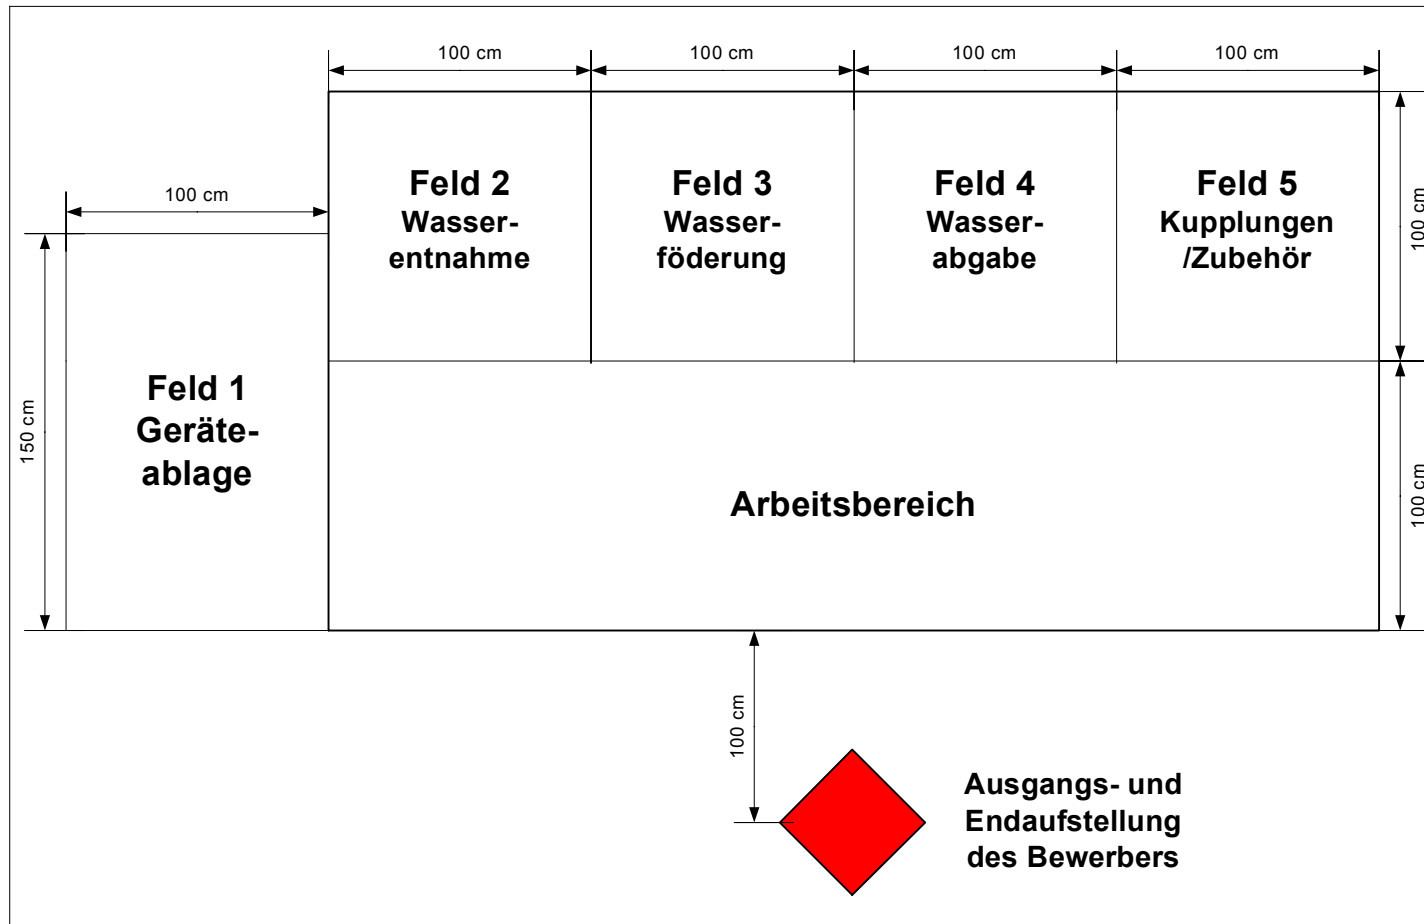 100 cm
100 cm
100 cm
100 cm
100 cm
Feld 2
Wasser-
entnahme
Feld 3
Wasser-
föderung
Feld 4
Wasser-
abgabe
Feld 5
Kupplungen
/Zubehör
100 cm
150 cm
Feld 1
Geräte-
ablage
Arbeitsbereich
100 cm
100 cm
Ausgangs- und
Endaufstellung
des Bewerbers